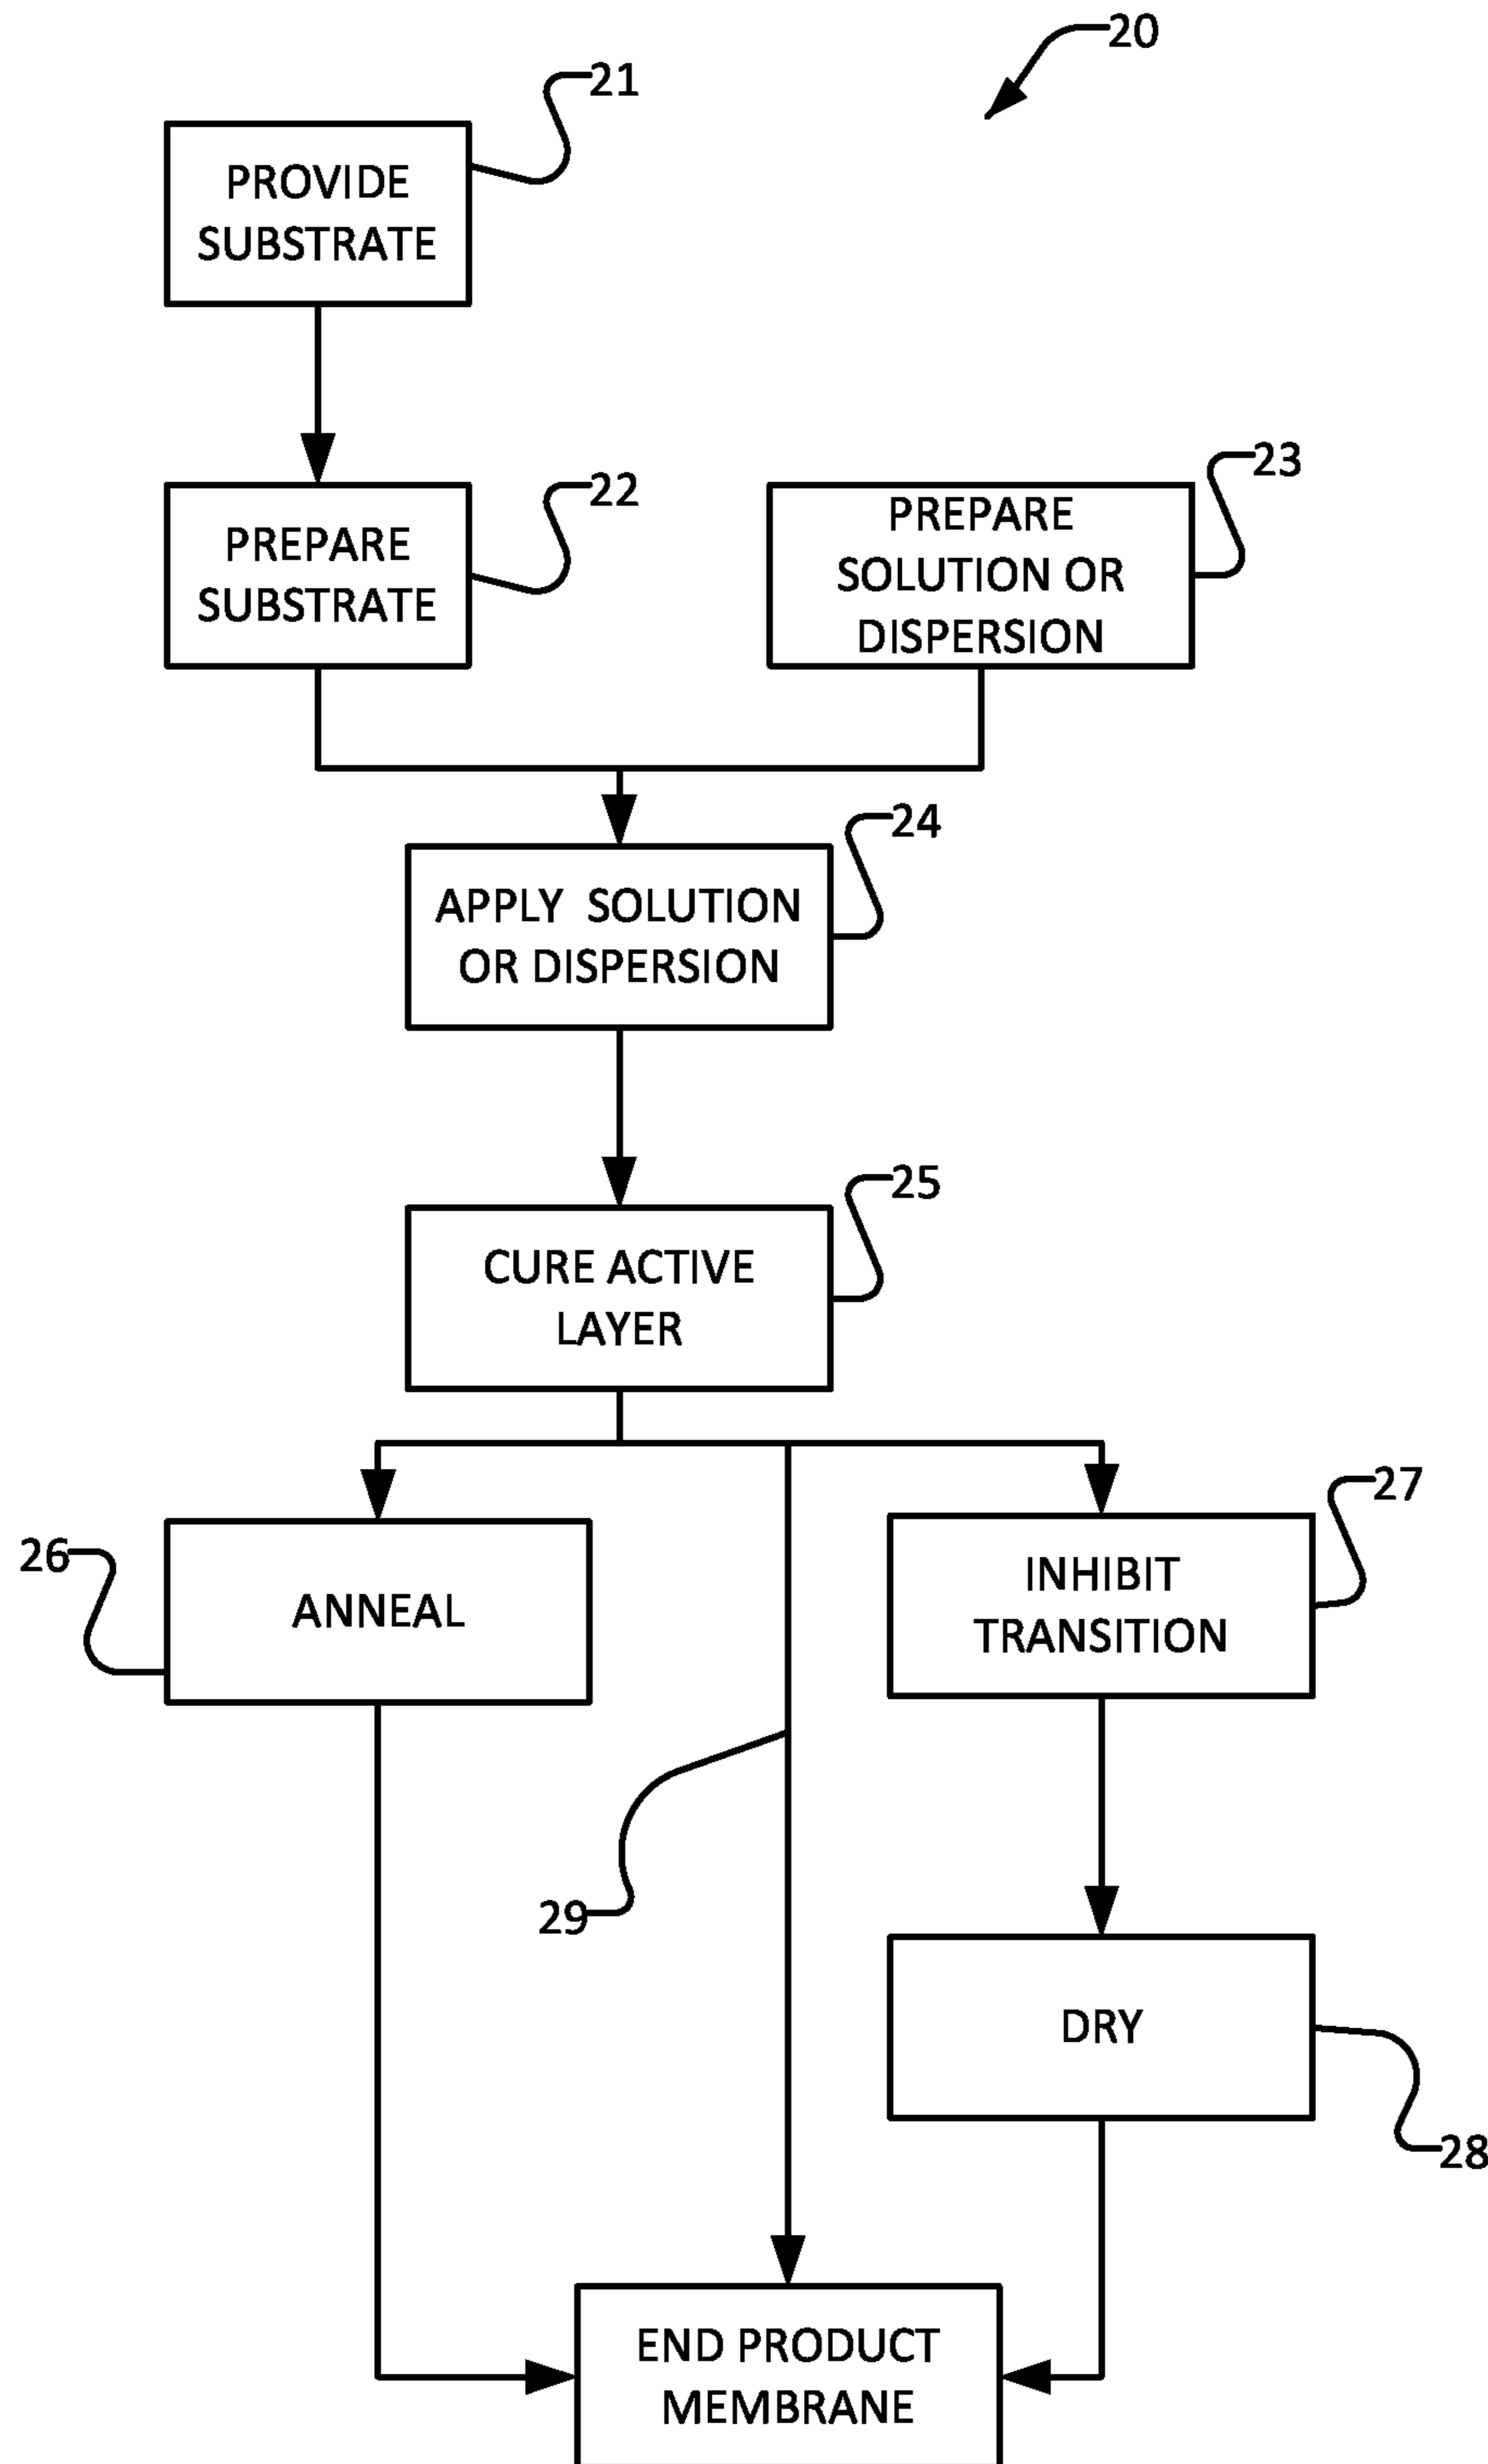 20
21
PROVIDE
SUBSTRATE
22
PREPARE
SUBSTRATE
23
PREPARE
SOLUTION OR
DISPERSION
24
APPLY SOLUTION
OR DISPERSION
25
CURE ACTIVE
LAYER
26
ANNEAL
27
INHIBIT
TRANSITION
29
DRY
28
END PRODUCT
MEMBRANE